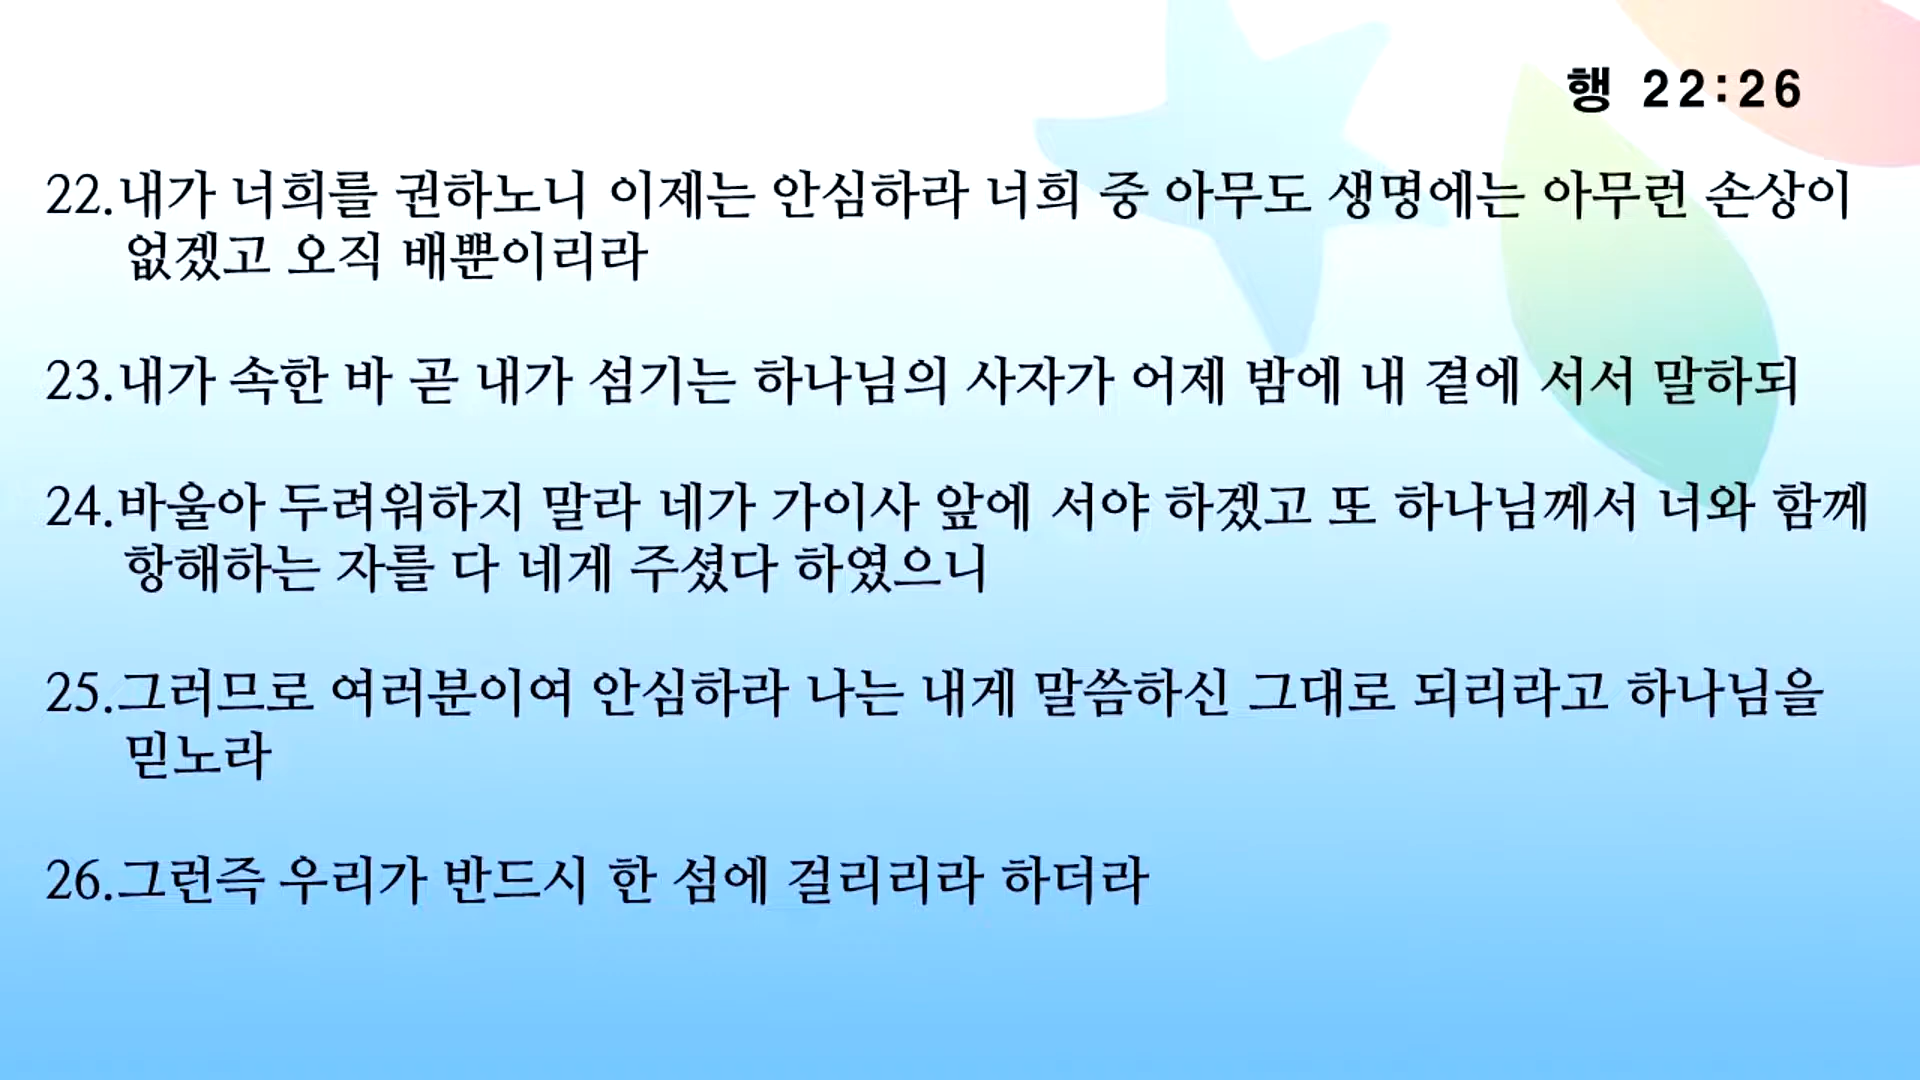 행 22:26
22.내가 너희를 권하노니 이제는 안심하라 너희 중 아무도 생명에는 아무런 손상이
없겠고 오직 배뿐이리라
23.내가 속한 바 곧 내가 섬기는 하나님의 사자가 어제 밤에 내 곁에 서서 말하되
24.바울아 두려워하지 말라 네가 가이사 앞에 서야 하겠고 또 하나님께서 너와 함께
항해하는 자를 다 네게 주셨다 하였으니
25.그러므로 여러분이여 안심하라 나는 내게 말씀하신 그대로 되리라고 하나님을
믿노라
26.그런즉 우리가 반드시 한 섬에 걸리리라 하더라